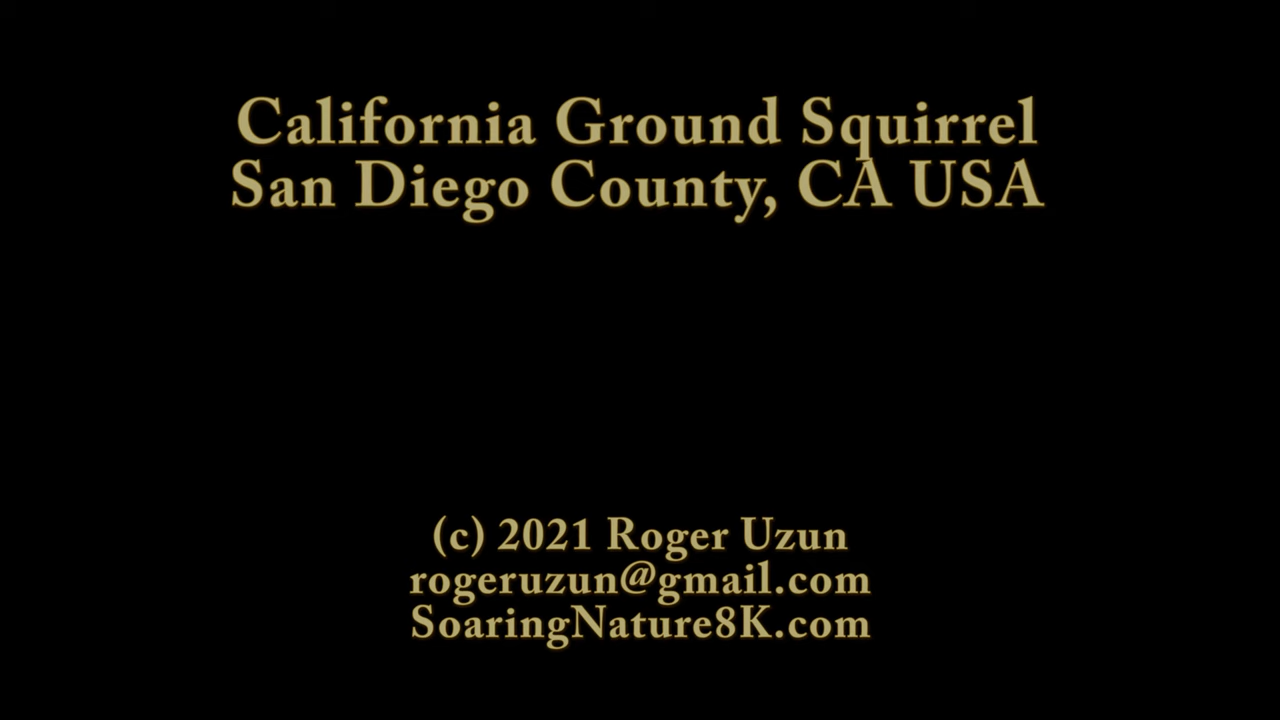 California Ground Squirrel
San Diego County, CA USA
(c) 2021 Roger Uzun
rogeruzun@gmail.com
SoaringNature8K.com